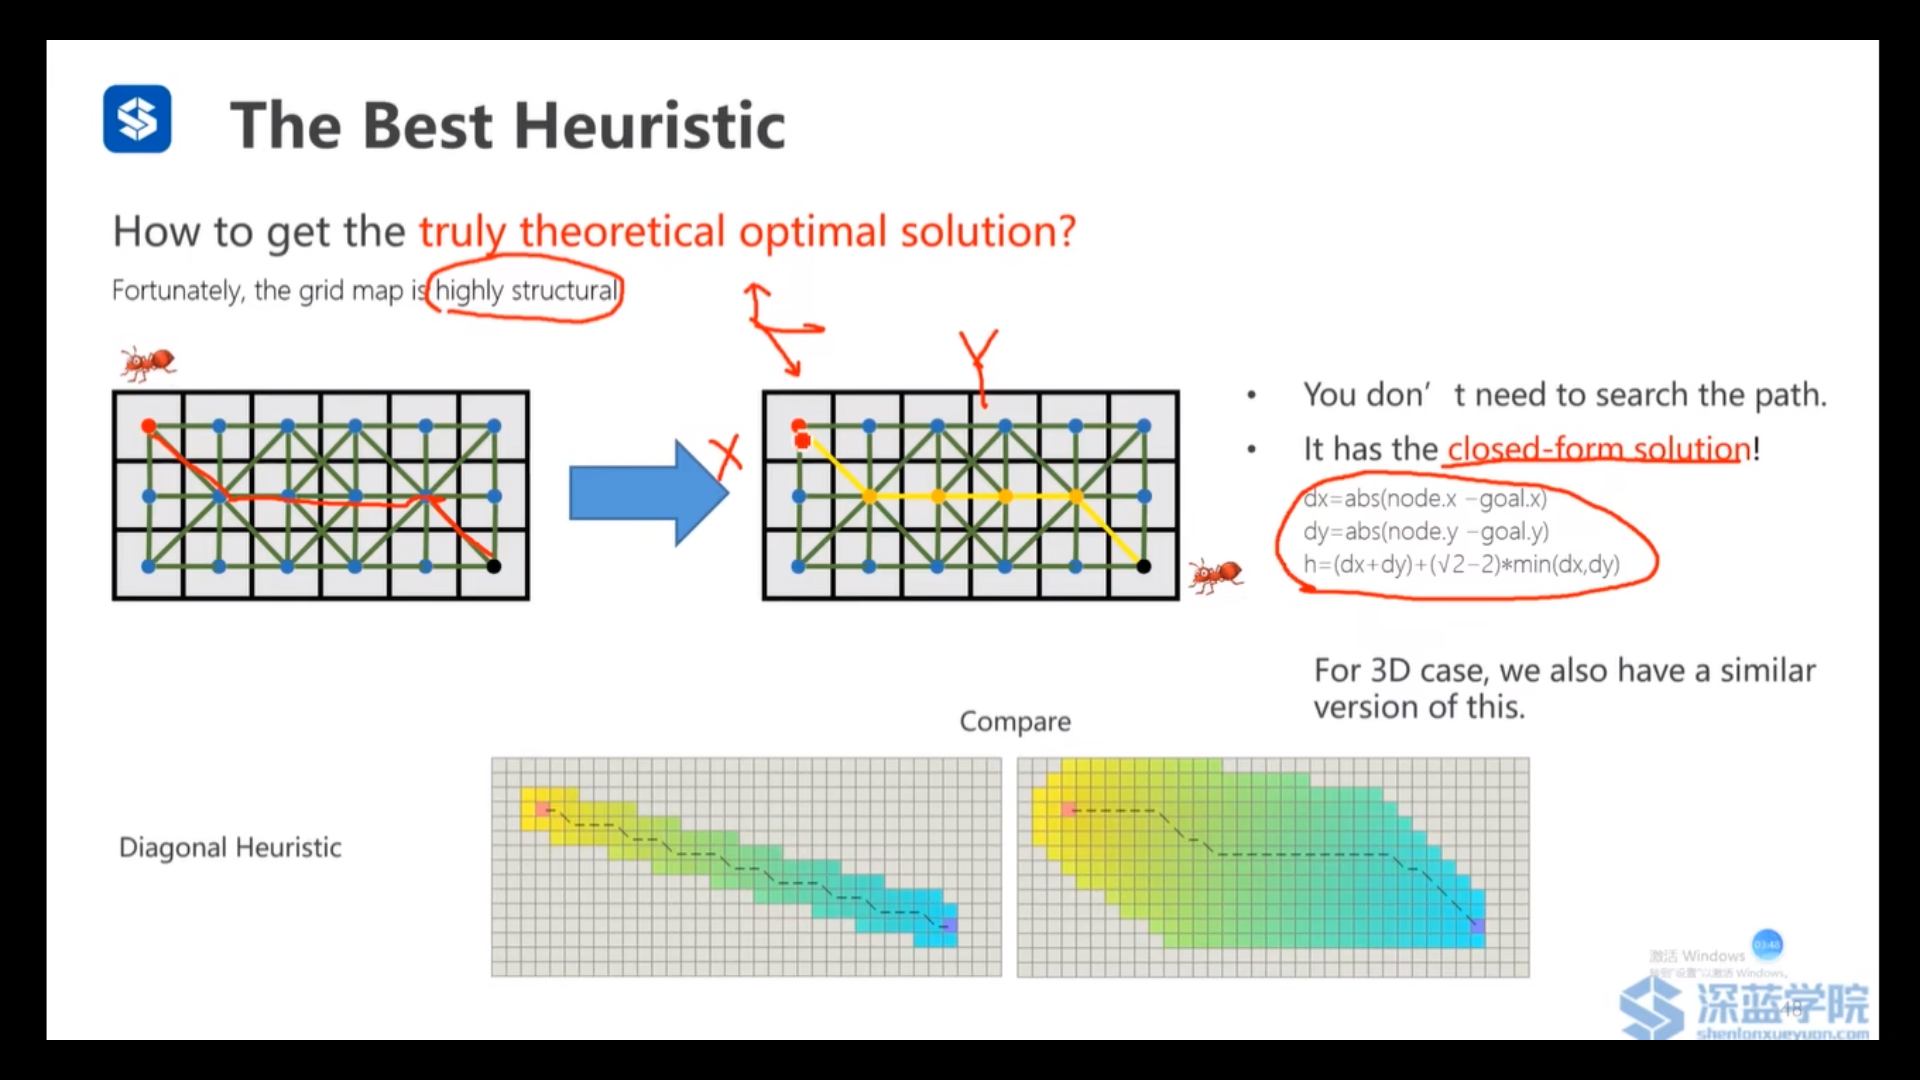 The Best Heuristic
How to get the truly theoretical optimal solution?
Fortunately, the grid map is highly structural
Y
X
• You don’ t need to search the path.
• It has the closed-form solution!
dx=abs(node.x −goal.x)
dy=abs(node.y −goal.y)
h=(dx+dy)+(√2−2)*min(dx,dy)
For 3D case, we also have a similar
version of this.
Compare
Diagonal Heuristic
03:48
激活 Windows
转到"设置"以激活 Windows。
48
深蓝学院
shenlanxueyuan.com